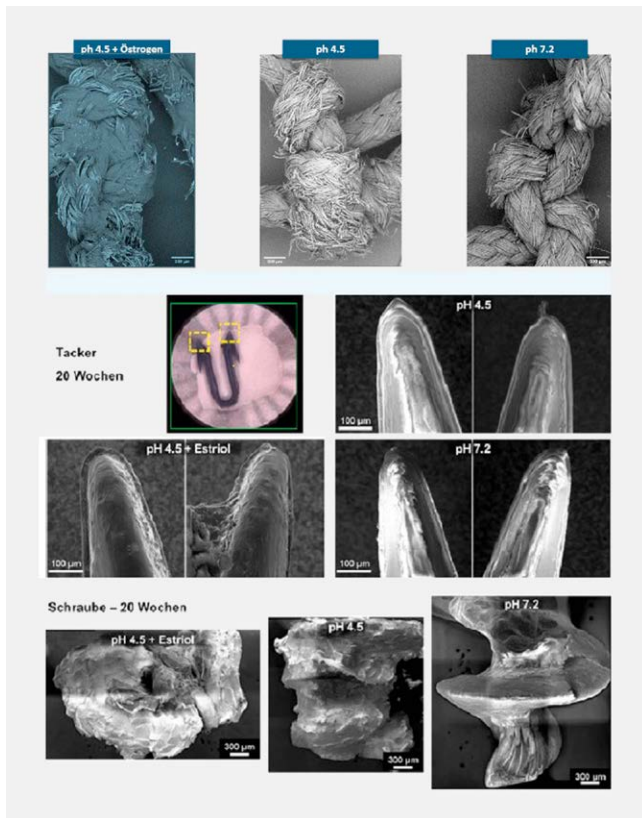 ph 4.5 + Östrogen
ph 4.5
ph 7.2
Tacker
20 Wochen
pH 4.5
100 µm
pH 4.5 + Estriol
100 µm
pH 7.2
100 µm
Schraube – 20 Wochen
pH 4.5 + Estriol
300 µm
pH 4.5
300 µm
pH 7.2
300 µm